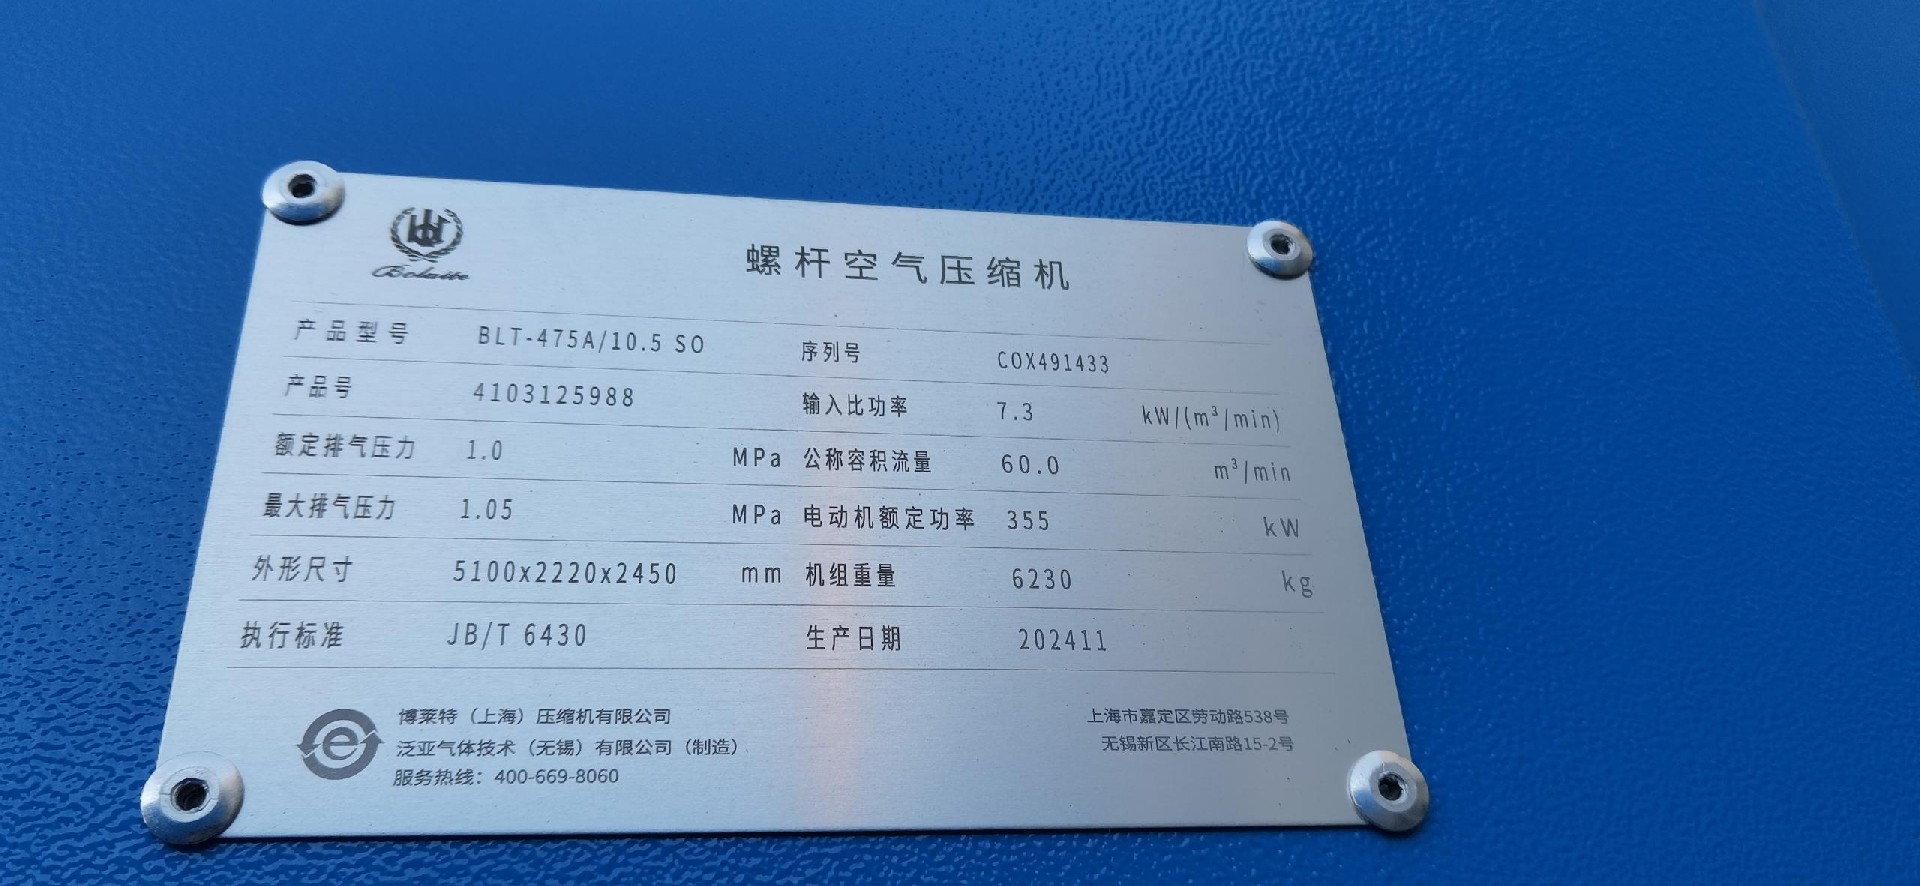 Bolaite
螺杆空气压缩机
产品型号 BLT-475A/10.5 SO 序列号 COX491433
产品号 4103125988 输入比功率 7.3 kW/(m³/min)
额定排气压力 1.0 MPa 公称容积流量 60.0 m³/min
最大排气压力 1.05 MPa 电动机额定功率 355 kW
外形尺寸 5100x2220x2450 mm 机组重量 6230 kg
执行标准 JB/T 6430 生产日期 202411
博莱特（上海）压缩机有限公司 上海市嘉定区劳动路538号
泛亚气体技术（无锡）有限公司（制造） 无锡新区长江南路15-2号
服务热线：400-669-8060